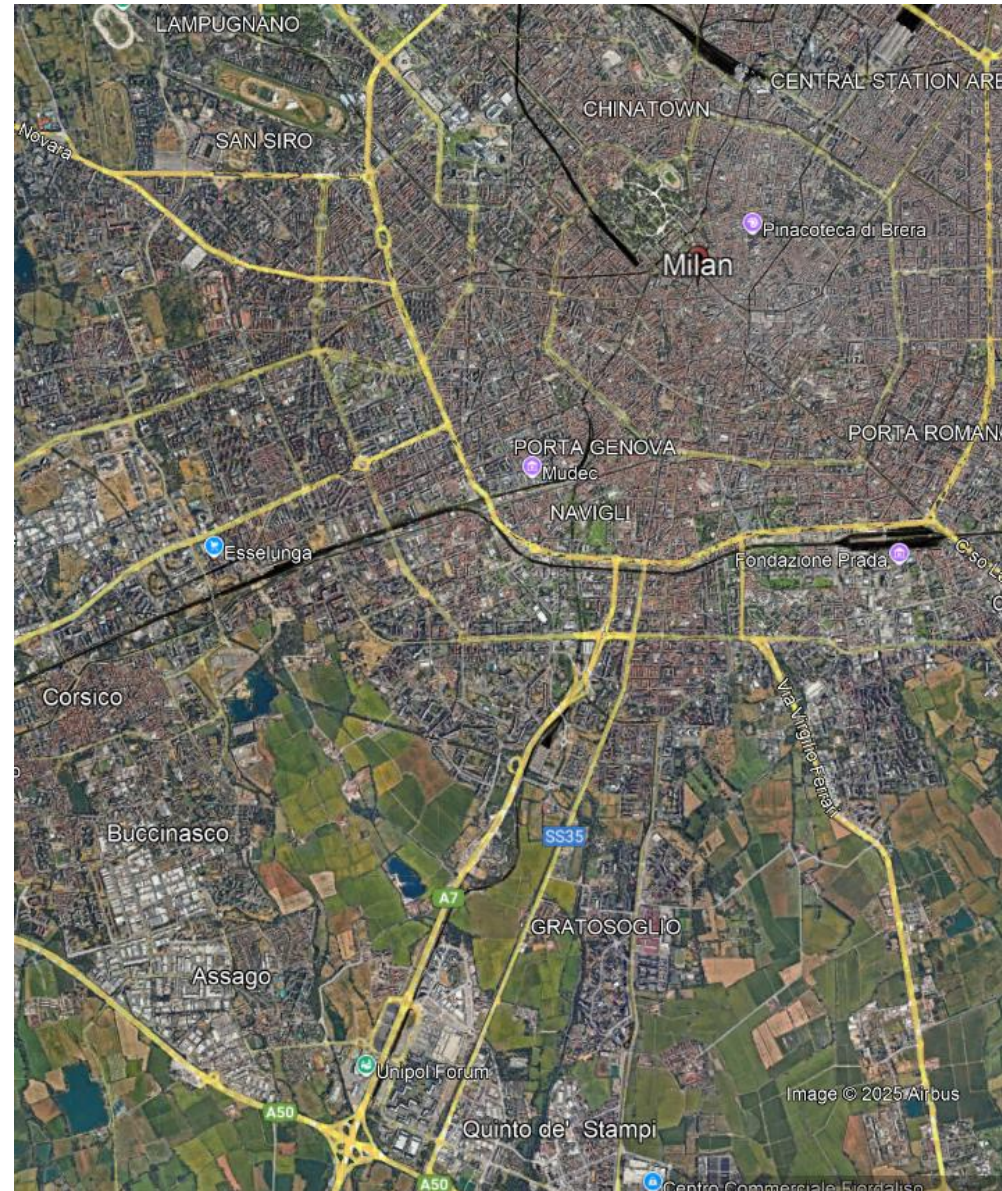 LAMPUGNANO
CENTRAL STATION ARE
CHINATOWN
Novara
SAN SIRO
Pinacoteca di Brera
Milan
PORTA ROMANO
PORTA GENOVA
Mudec
NAVIGLI
Esselunga
Fondazione Prada
C.so L
Corsico
Via Virgilio Ferrari
Buccinasco
SS35
A7
GRATOSOGLIO
Assago
Unipol Forum
Image © 2025 Airbus
A50
Quinto de' Stampi
A50
Centro Commerciale Fiordaliso